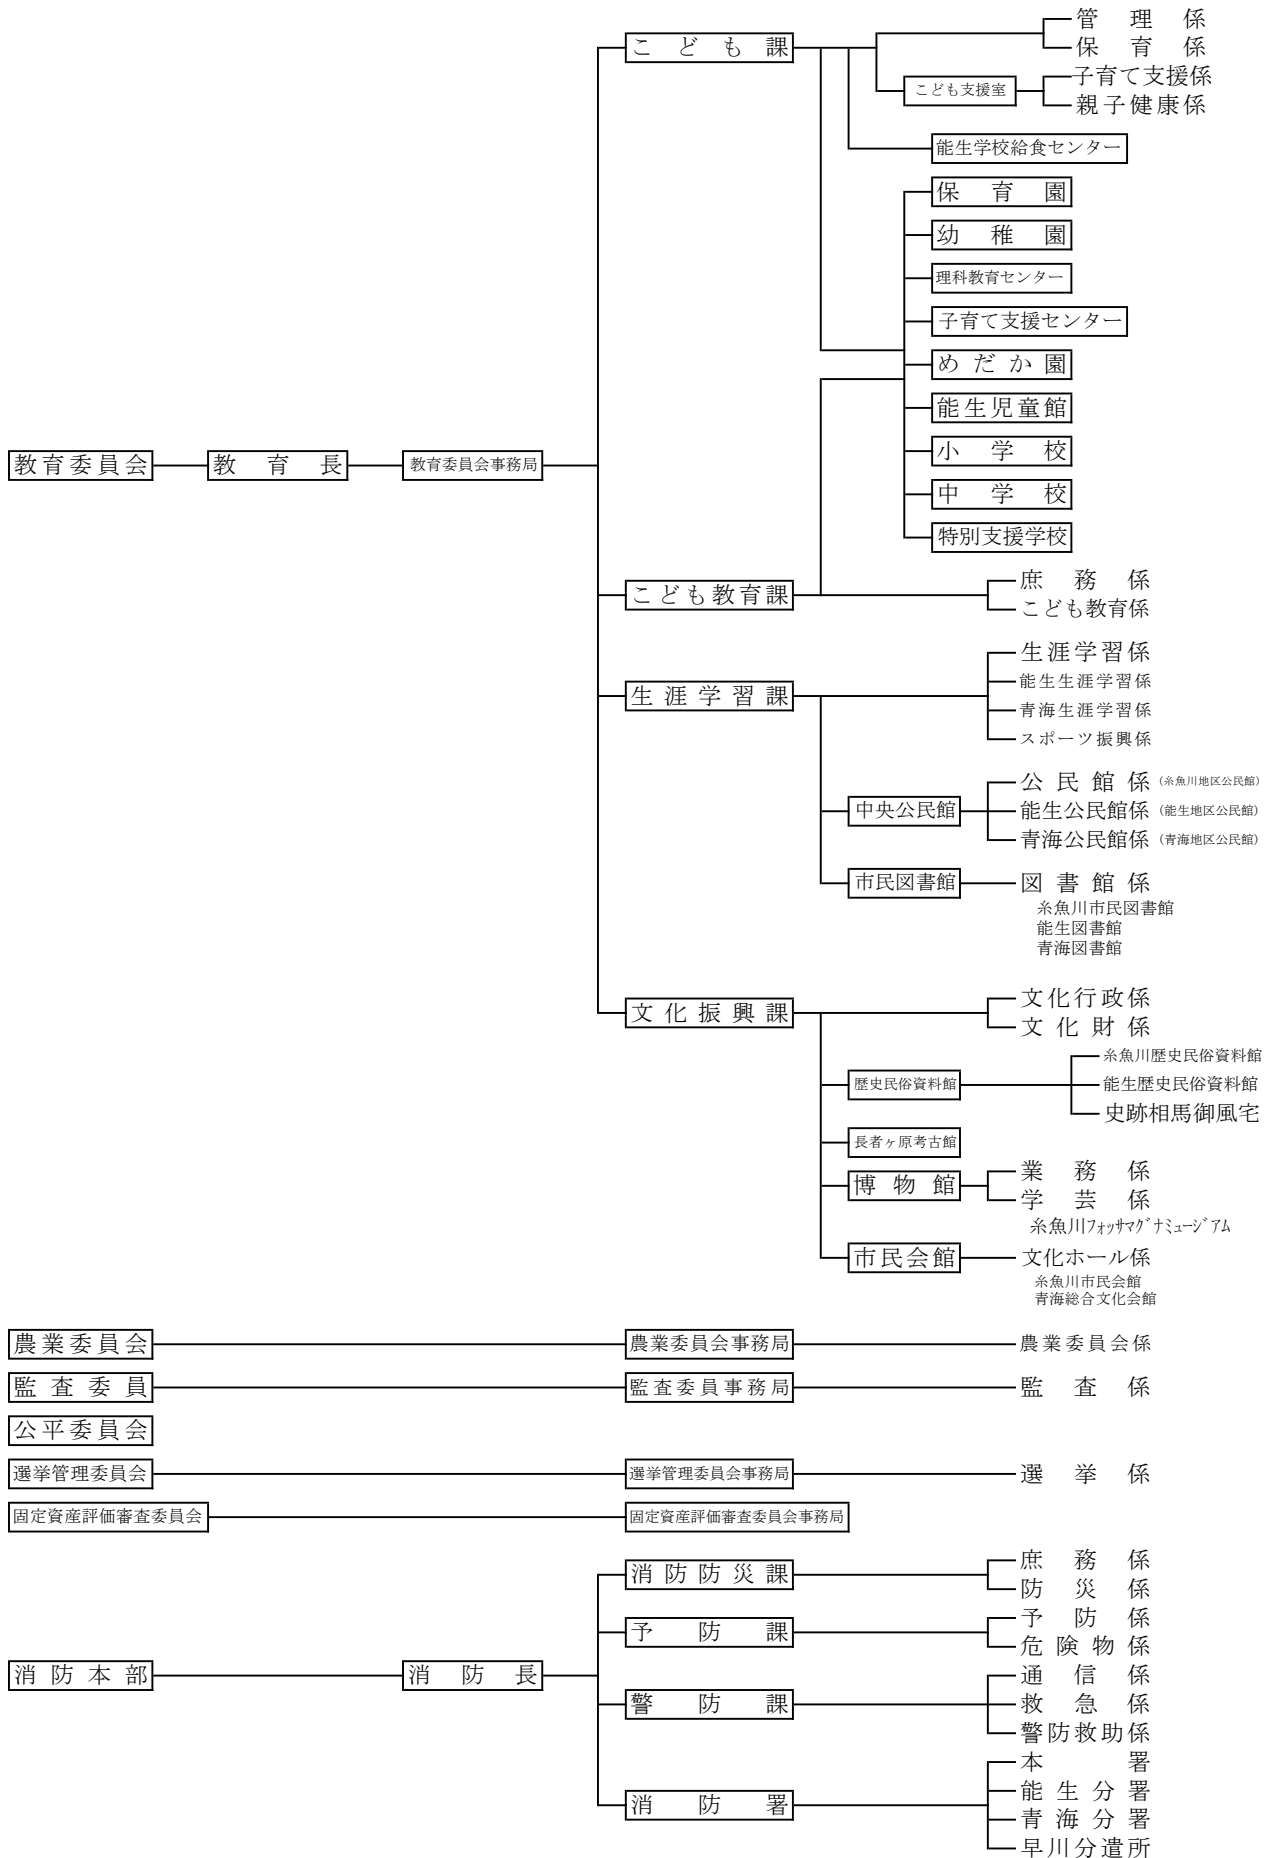 こども課
管理係
保育係
こども支援室
子育て支援係
親子健康係
能生学校給食センター
保育園
幼稚園
理科教育センター
子育て支援センター
めだか園
能生児童館
教育委員会 教育長 教育委員会事務局
小学校
中学校
特別支援学校
こども教育課
庶務係
こども教育係
生涯学習課
生涯学習係
能生生涯学習係
青海生涯学習係
スポーツ振興係
中央公民館
公民館係 (糸魚川地区公民館)
能生公民館係 (能生地区公民館)
青海公民館係 (青海地区公民館)
市民図書館 図書館係
糸魚川市民図書館
能生図書館
青海図書館
文化振興課
文化行政係
文化財係
歴史民俗資料館
糸魚川歴史民俗資料館
能生歴史民俗資料館
史跡相馬御風宅
長者ヶ原考古館
博物館
業務係
学芸係
糸魚川フォッサマグナミュージアム
市民会館 文化ホール係
糸魚川市民会館
青海総合文化会館
農業委員会 農業委員会事務局 農業委員会係
監査委員 監査委員事務局 監査係
公平委員会
選挙管理委員会 選挙管理委員会事務局 選挙係
固定資産評価審査委員会 固定資産評価審査委員会事務局
消防本部 消防長
消防防災課
庶務係
防災係
予防課
予防係
危険物係
警防課
通信係
救急係
警防救助係
消防署
本署
能生分署
青海分署
早川分遣所